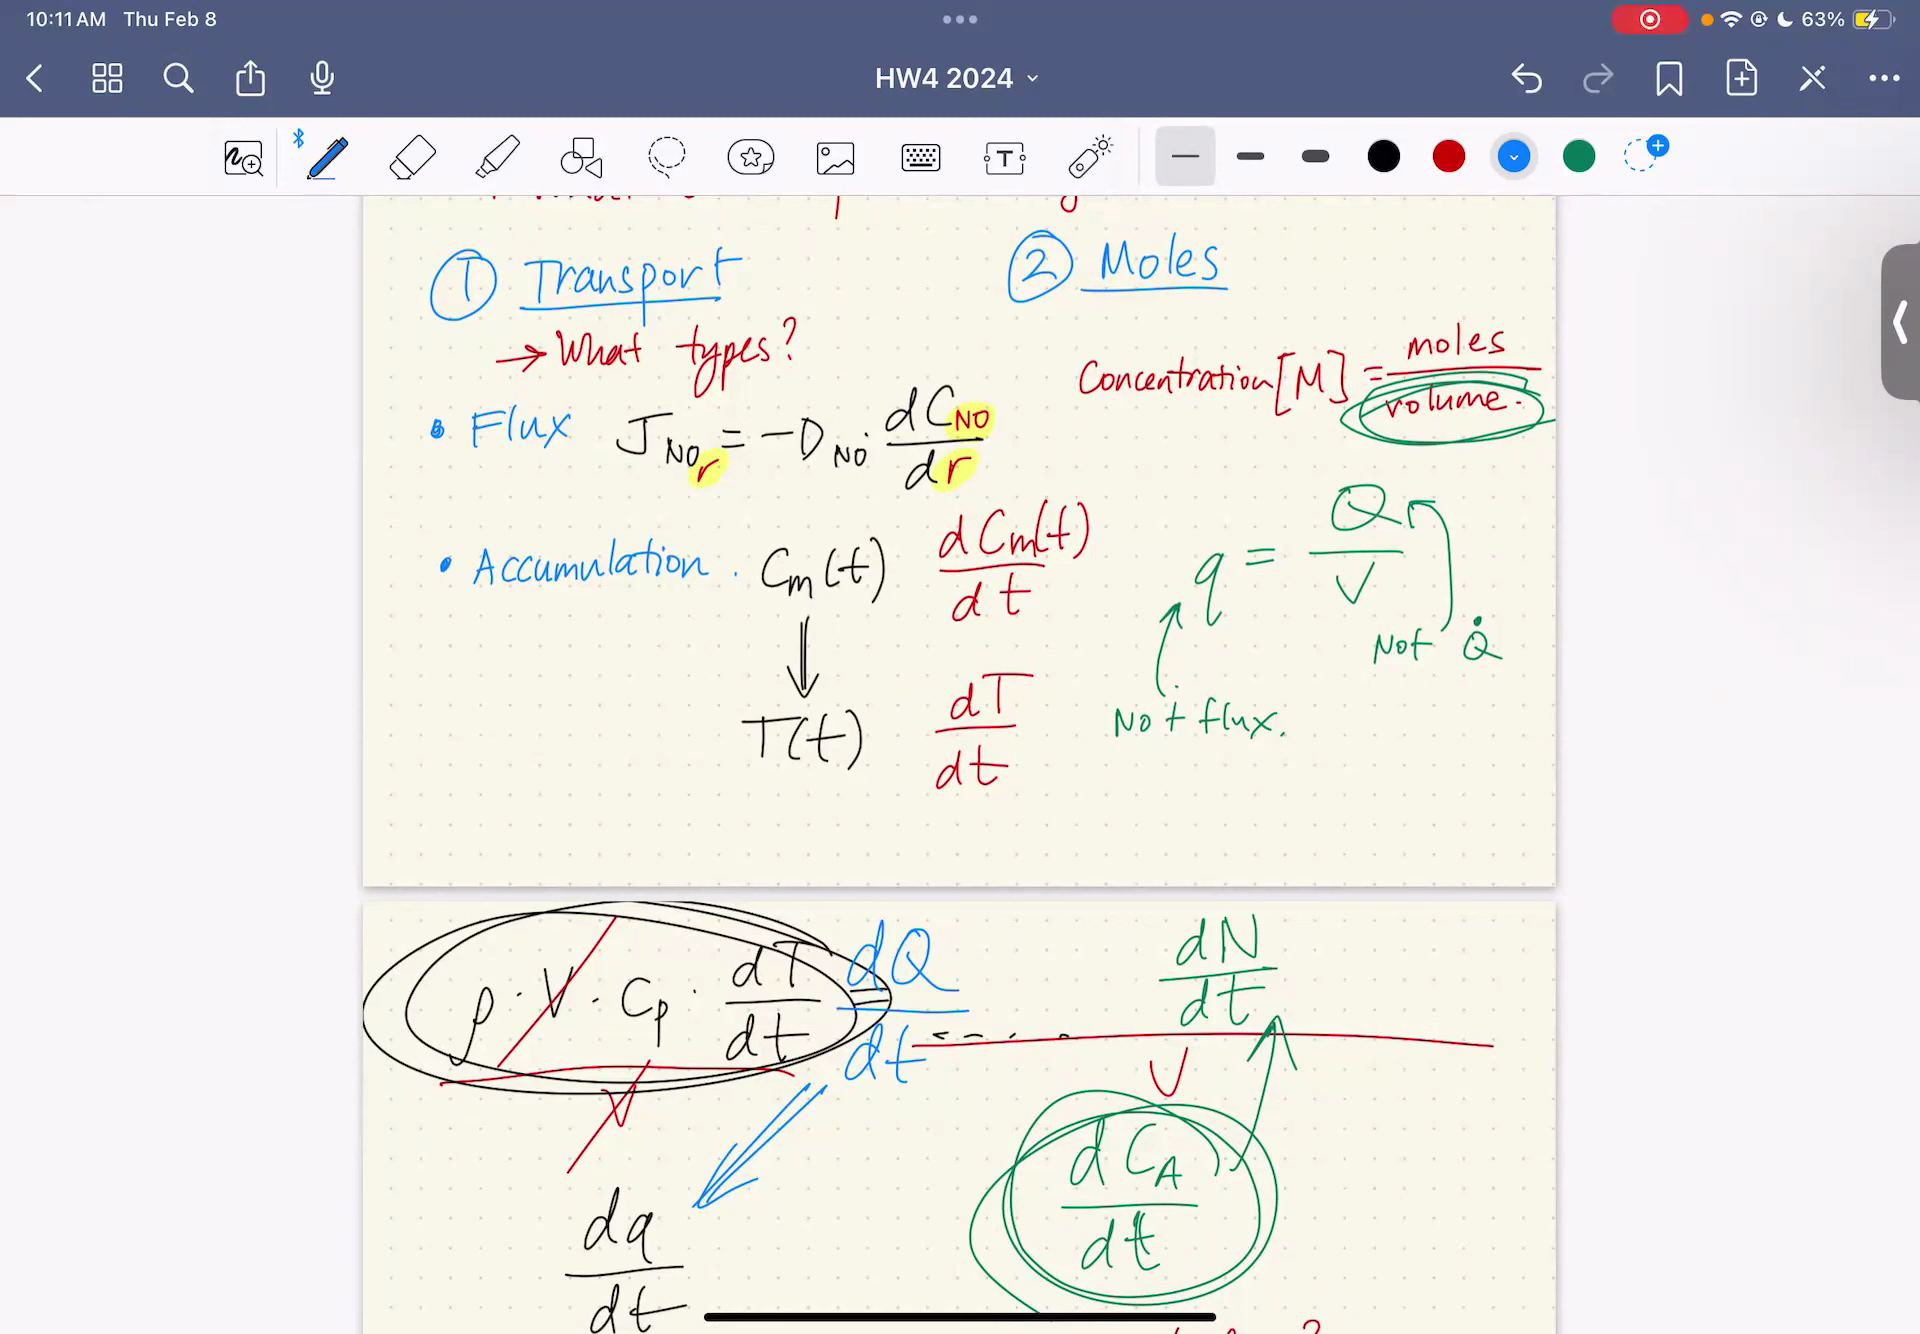 10:11 AM Thu Feb 8
63%
HW4 2024
① Transport
→ What types?
• Flux J_NO_r = -D_NO · dC_NO/dr
• Accumulation. C_m(t) dC_m(t)/dt
⇓
T(t) dT/dt
② Moles
Concentration [M] = moles/volume.
q = Q/V
Not Q̇
Not flux.
ρ · V · Cp · dT/dt = dQ/dt
V
dq/dt
dN/dt
V
dC_A/dt